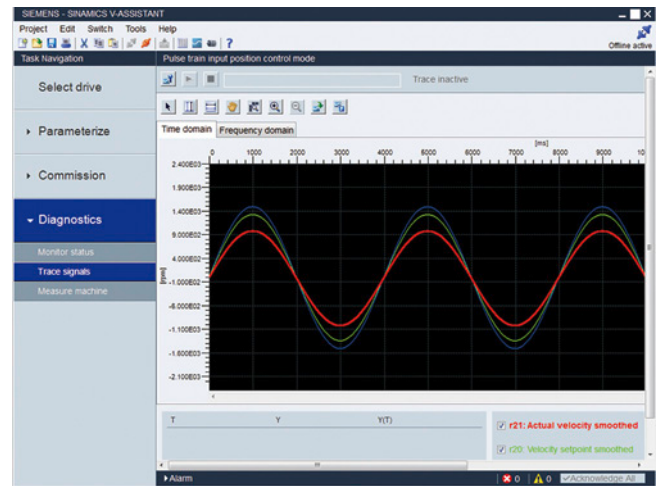 SIEMENS - SINAMICS V-ASSISTANT
Project Edit Switch Tools Help
Offline active
Task Navigation
Pulse train input position control mode
Select drive
Trace inactive
Parameterize
Time domain Frequency domain
[ms]
0 1000 2000 3000 4000 5000 6000 7000 8000 9000 10
2.400E03
1.900E03
1.400E03
9.000E02
4.000E02
[rpm]
-1.000E02
-6.000E02
-1.100E03
-1.600E03
-2.100E03
Commission
Diagnostics
Monitor status
Trace signals
Measure machine
T Y Y(T)
r21: Actual velocity smoothed
r20: Velocity setpoint smoothed
Alarm
0 0 Acknowledge All